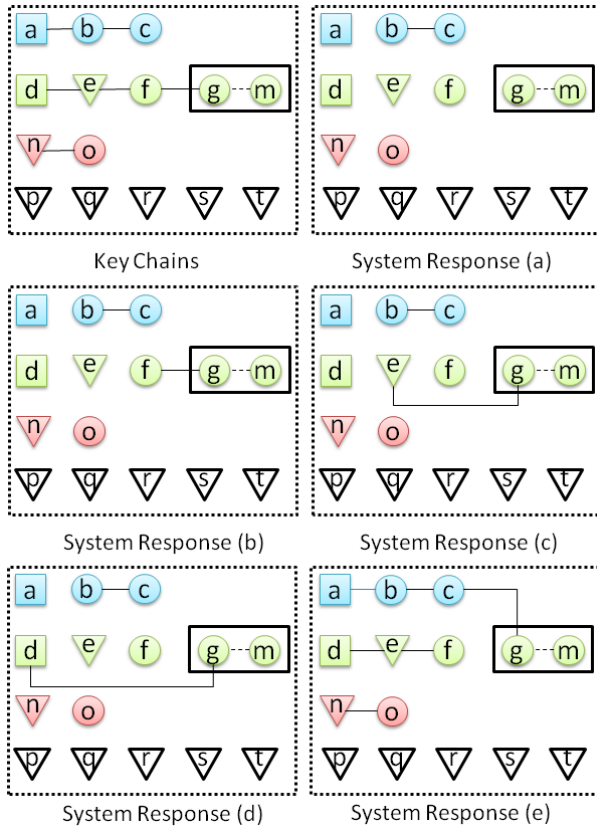 a b c a b c
d e f g m d e f g m
n o n o
p q r s t p q r s t
Key Chains System Response (a)
a b c a b c
d e f g m d e f g m
n o n o
p q r s t p q r s t
System Response (b) System Response (c)
a b c a b c
d e f g m d e f g m
n o n o
p q r s t p q r s t
System Response (d) System Response (e)